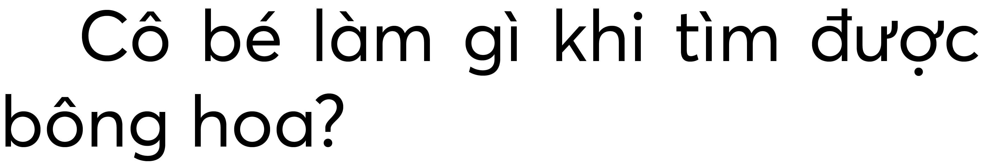 Cô bé làm gì khi tìm được
bông hoa?